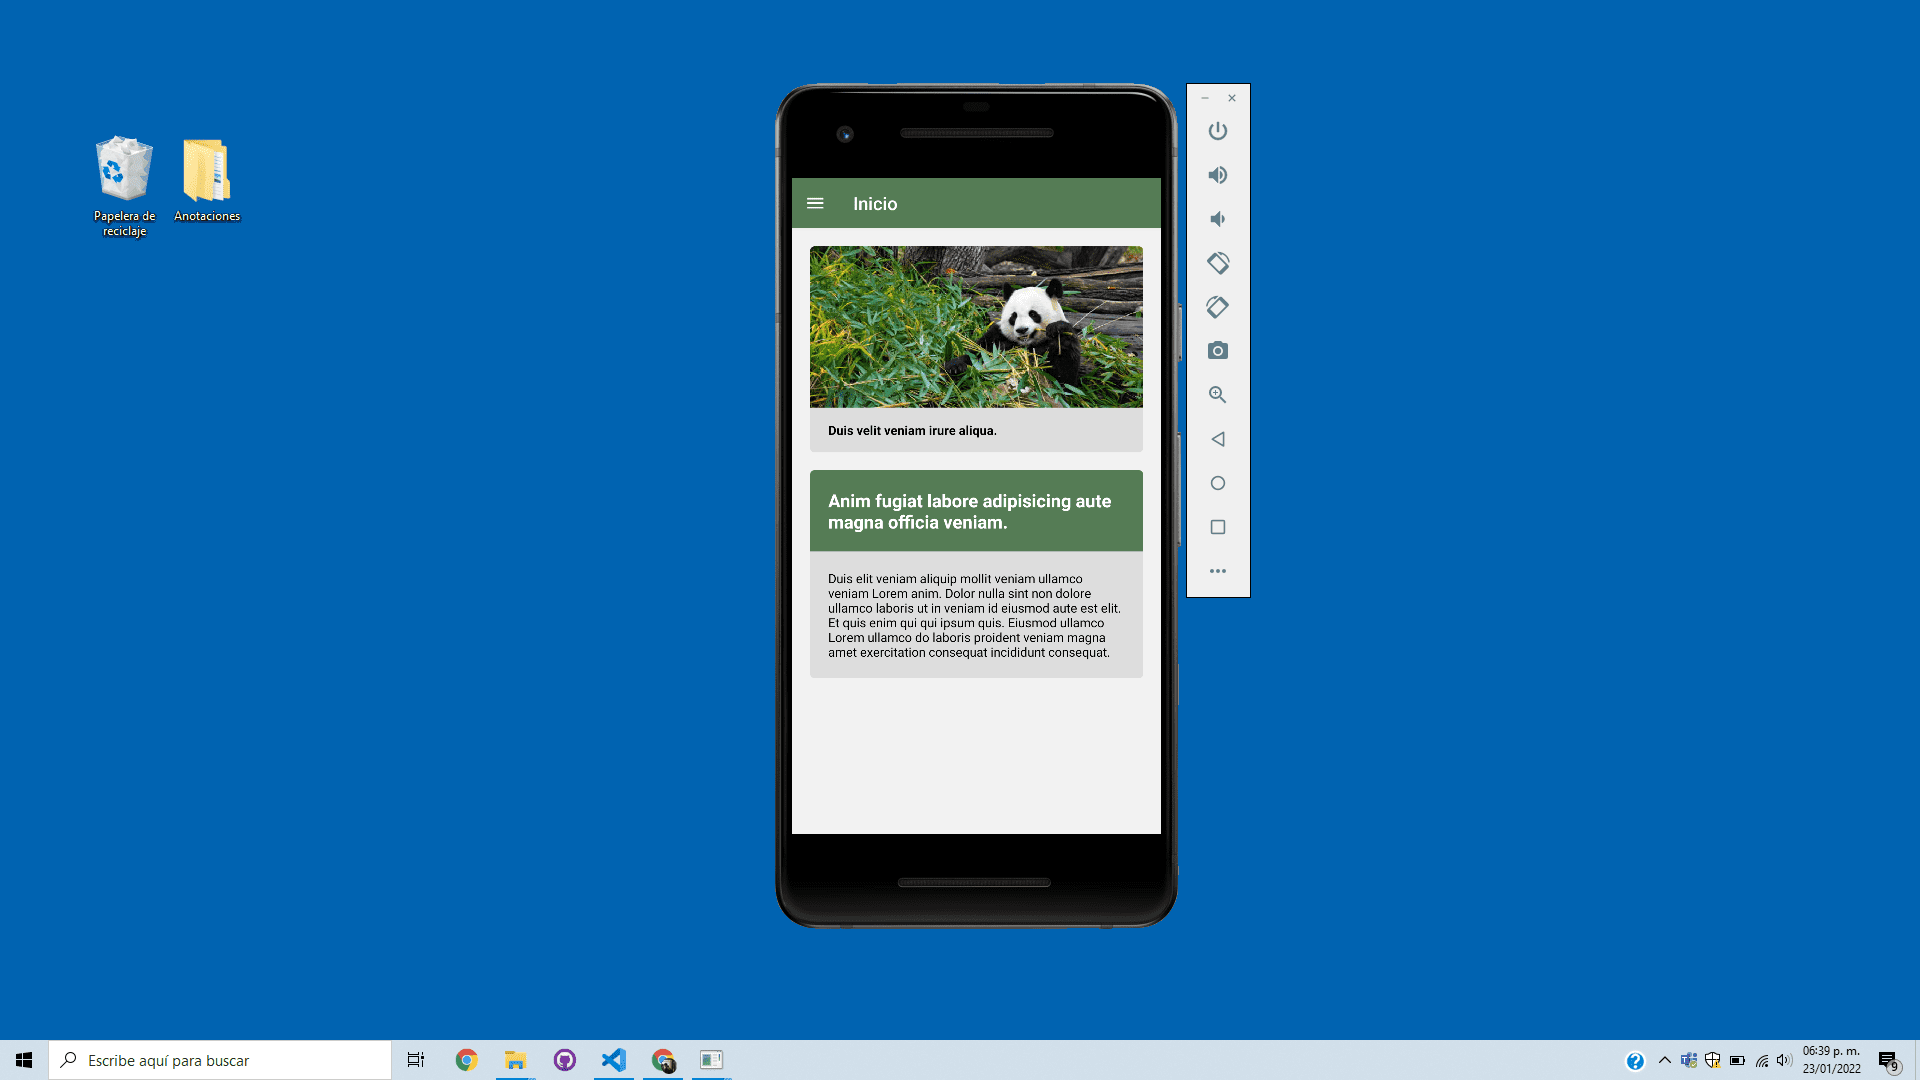 Papelera de
reciclaje
Anotaciones
Inicio
Duis velit veniam irure aliqua.
Anim fugiat labore adipisicing aute
magna officia veniam.
Duis elit veniam aliquip mollit veniam ullamco
veniam Lorem anim. Dolor nulla sint non dolore
ullamco laboris ut in veniam id eiusmod aute est elit.
Et quis enim qui qui ipsum quis. Eiusmod ullamco
Lorem ullamco do laboris proident veniam magna
amet exercitation consequat incididunt consequat.
Escribe aquí para buscar
06:39 p. m.
23/01/2022
9